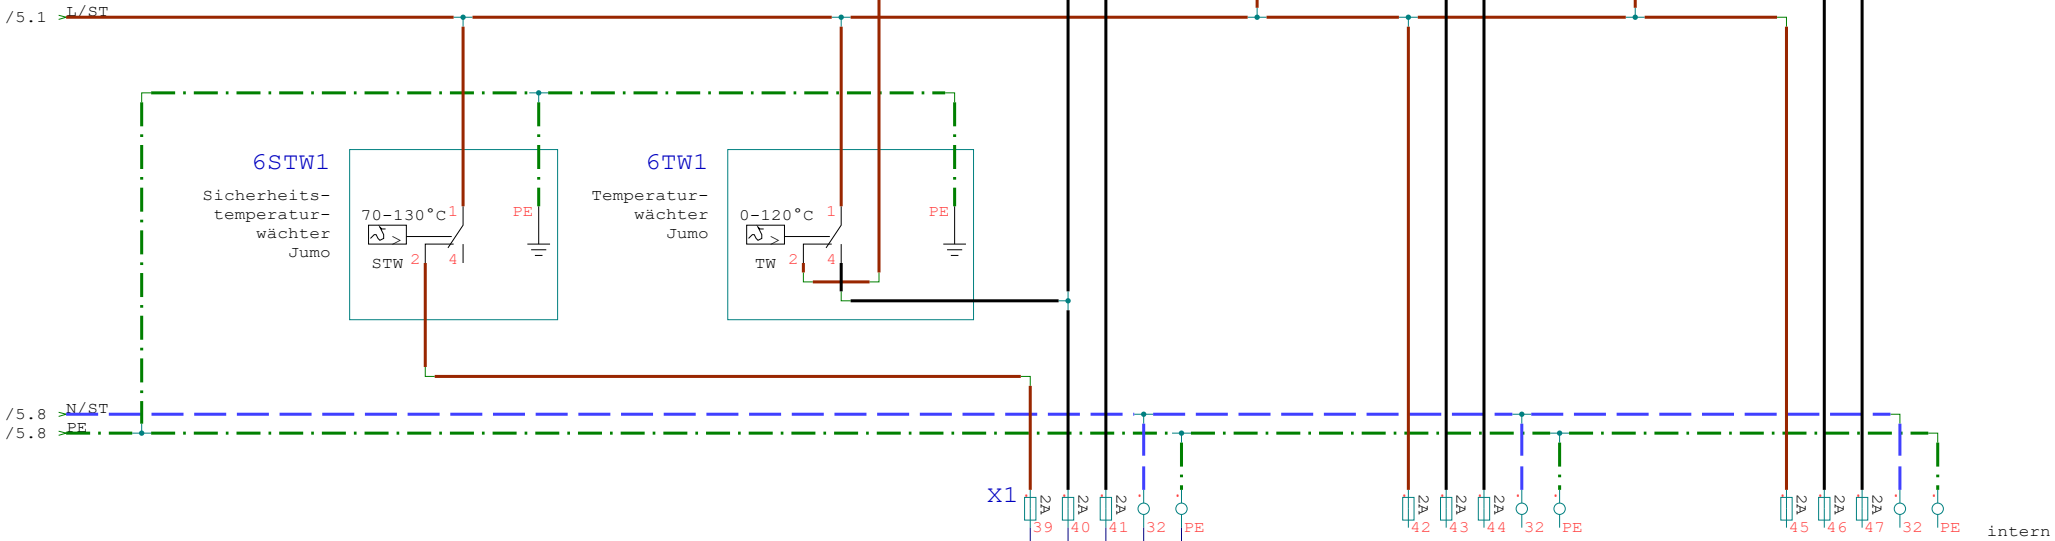 /5.1 L/ST
6STW1
Sicherheits-
temperatur-
wächter
Jumo
70-130°C 1 PE
STW 2 4
6TW1
Temperatur-
wächter
Jumo
0-120°C 1 PE
TW 2 4
/5.8 N/ST
/5.8 PE
X1 2A 2A 2A 2A 2A 2A 2A 2A 2A
39 40 41 32 PE 42 43 44 32 PE 45 46 47 32 PE
intern